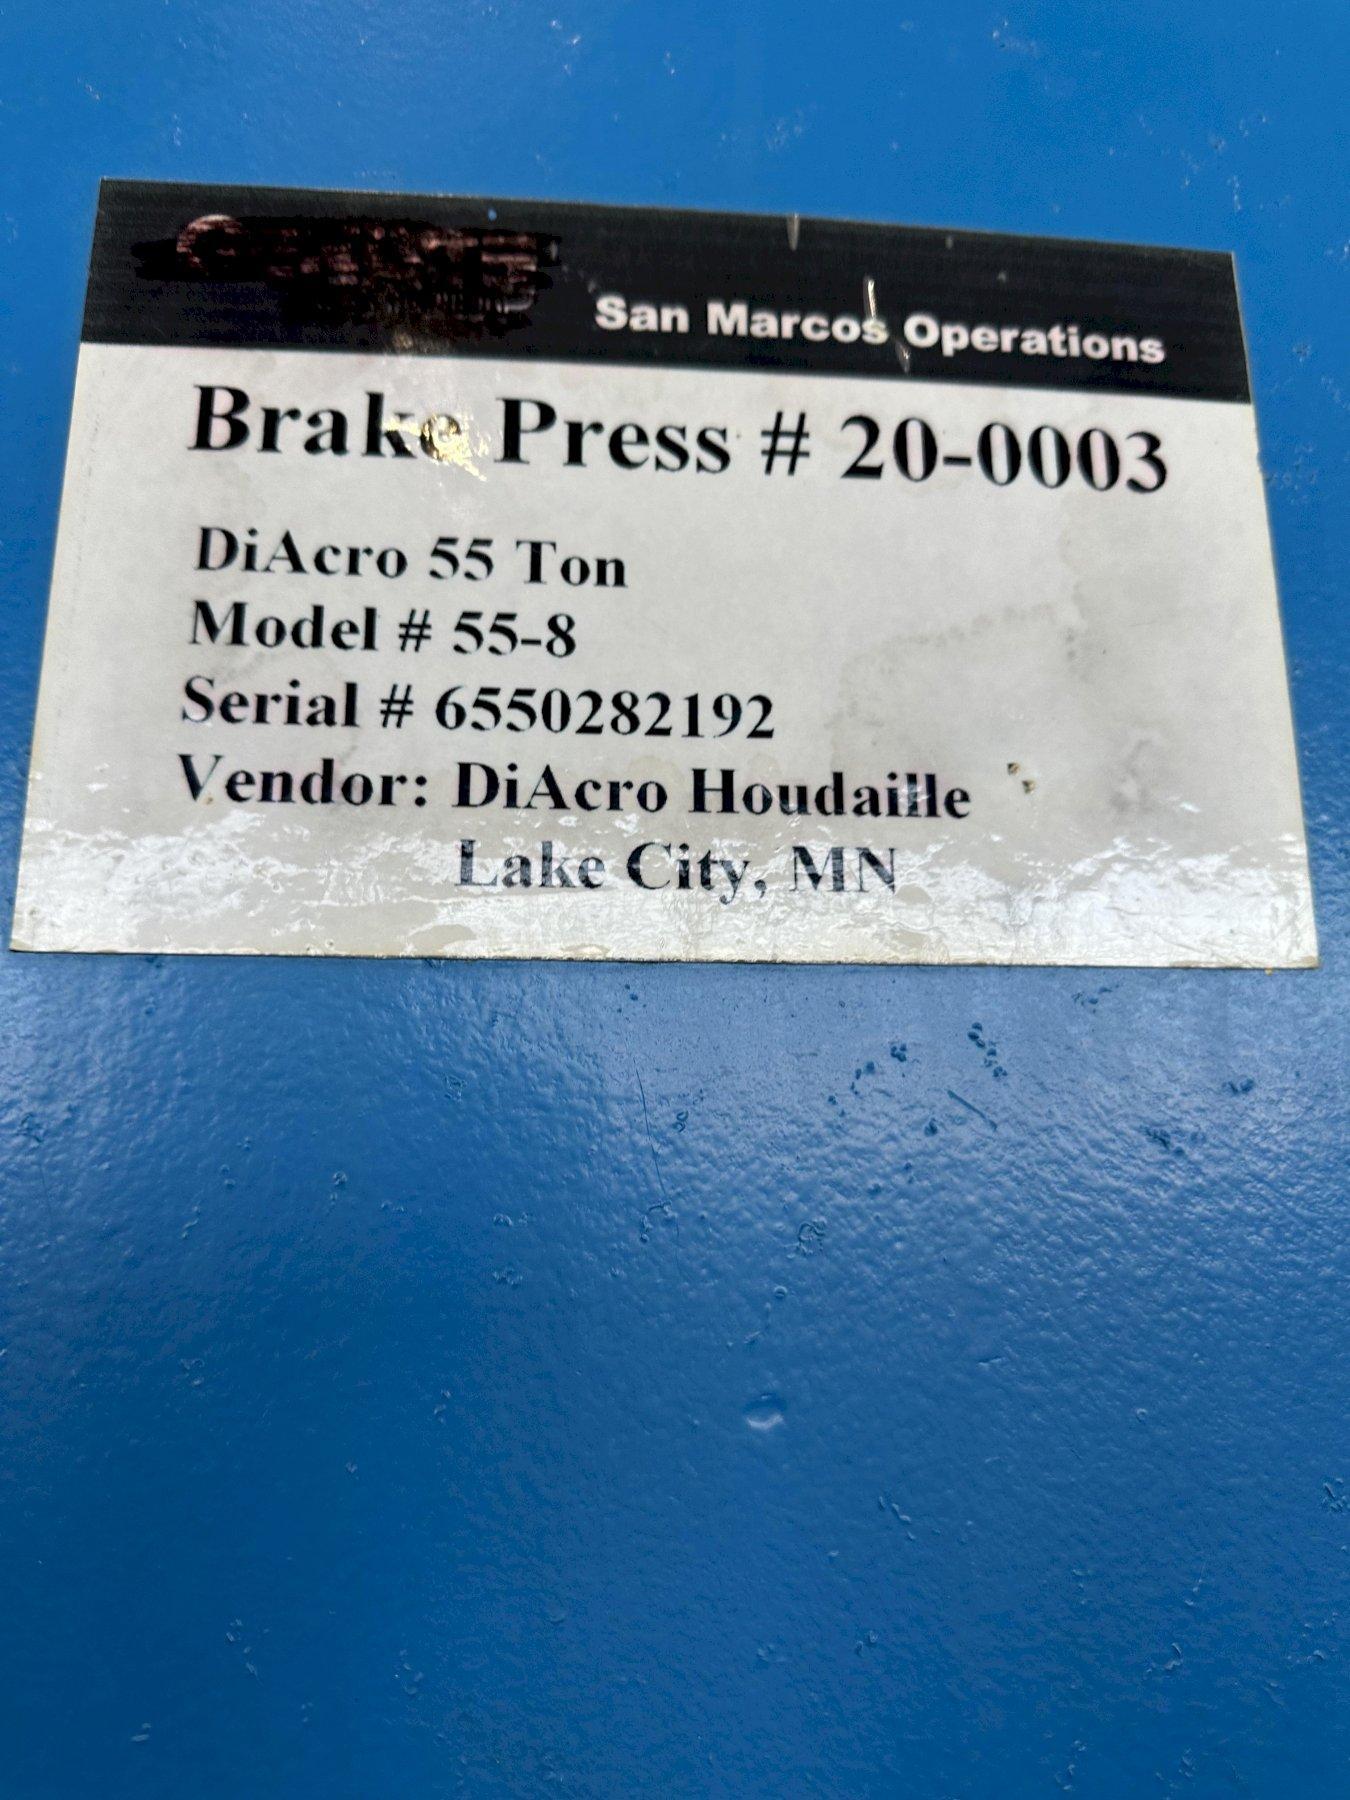 San Marcos Operations
Brake Press # 20-0003
DiAcro 55 Ton
Model # 55-8
Serial # 6550282192
Vendor: DiAcro Houdaille
Lake City, MN